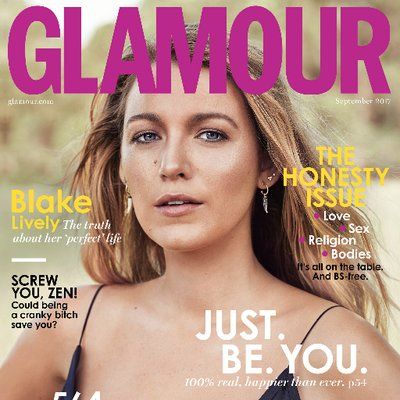 GLAMOUR
glamour.com
September 2017
Blake
Lively The truth
about her 'perfect' life
SCREW
YOU, ZEN!
Could being
a cranky bitch
save you?
THE
HONESTY
ISSUE
• Love
• Sex
• Religion
• Bodies
It's all on the table.
And BS-free.
JUST.
BE. YOU.
100% real, happier than ever. p54